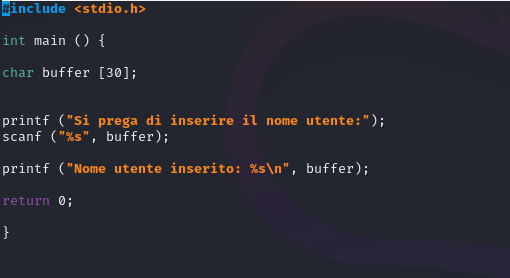 #include <stdio.h>
int main () {
char buffer [30];
printf ("Si prega di inserire il nome utente:");
scanf ("%s", buffer);
printf ("Nome utente inserito: %s\n", buffer);
return 0;
}